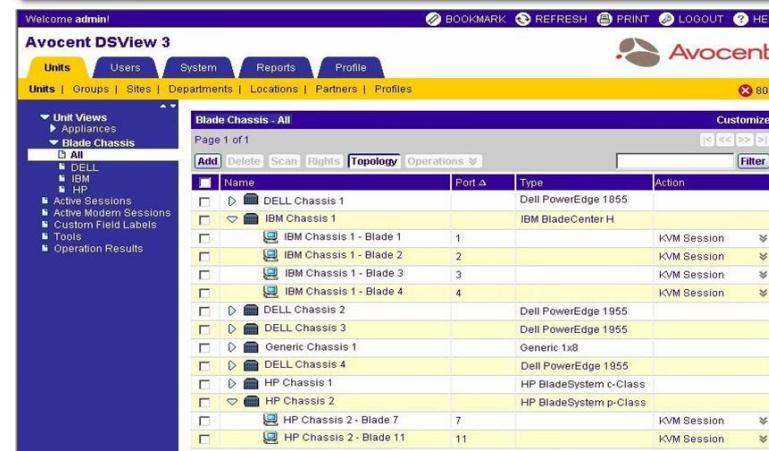 Welcome admin!
BOOKMARK REFRESH PRINT LOGOUT HE
Avocent DSView 3
Avocent
Units Users System Reports Profile
Units | Groups | Sites | Departments | Locations | Partners | Profiles
80
Unit Views
Appliances
Blade Chassis
All
DELL
IBM
HP
Active Sessions
Active Modem Sessions
Custom Field Labels
Tools
Operation Results
Blade Chassis - All Customize
Page 1 of 1 |< << >> >|
Add Delete Scan Rights Topology Operations Filter
Name Port Type Action
DELL Chassis 1 Dell PowerEdge 1855
IBM Chassis 1 IBM BladeCenter H
IBM Chassis 1 - Blade 1 1 KVM Session
IBM Chassis 1 - Blade 2 2 KVM Session
IBM Chassis 1 - Blade 3 3 KVM Session
IBM Chassis 1 - Blade 4 4 KVM Session
DELL Chassis 2 Dell PowerEdge 1955
DELL Chassis 3 Dell PowerEdge 1955
Generic Chassis 1 Generic 1x8
DELL Chassis 4 Dell PowerEdge 1955
HP Chassis 1 HP BladeSystem c-Class
HP Chassis 2 HP BladeSystem p-Class
HP Chassis 2 - Blade 7 7 KVM Session
HP Chassis 2 - Blade 11 11 KVM Session